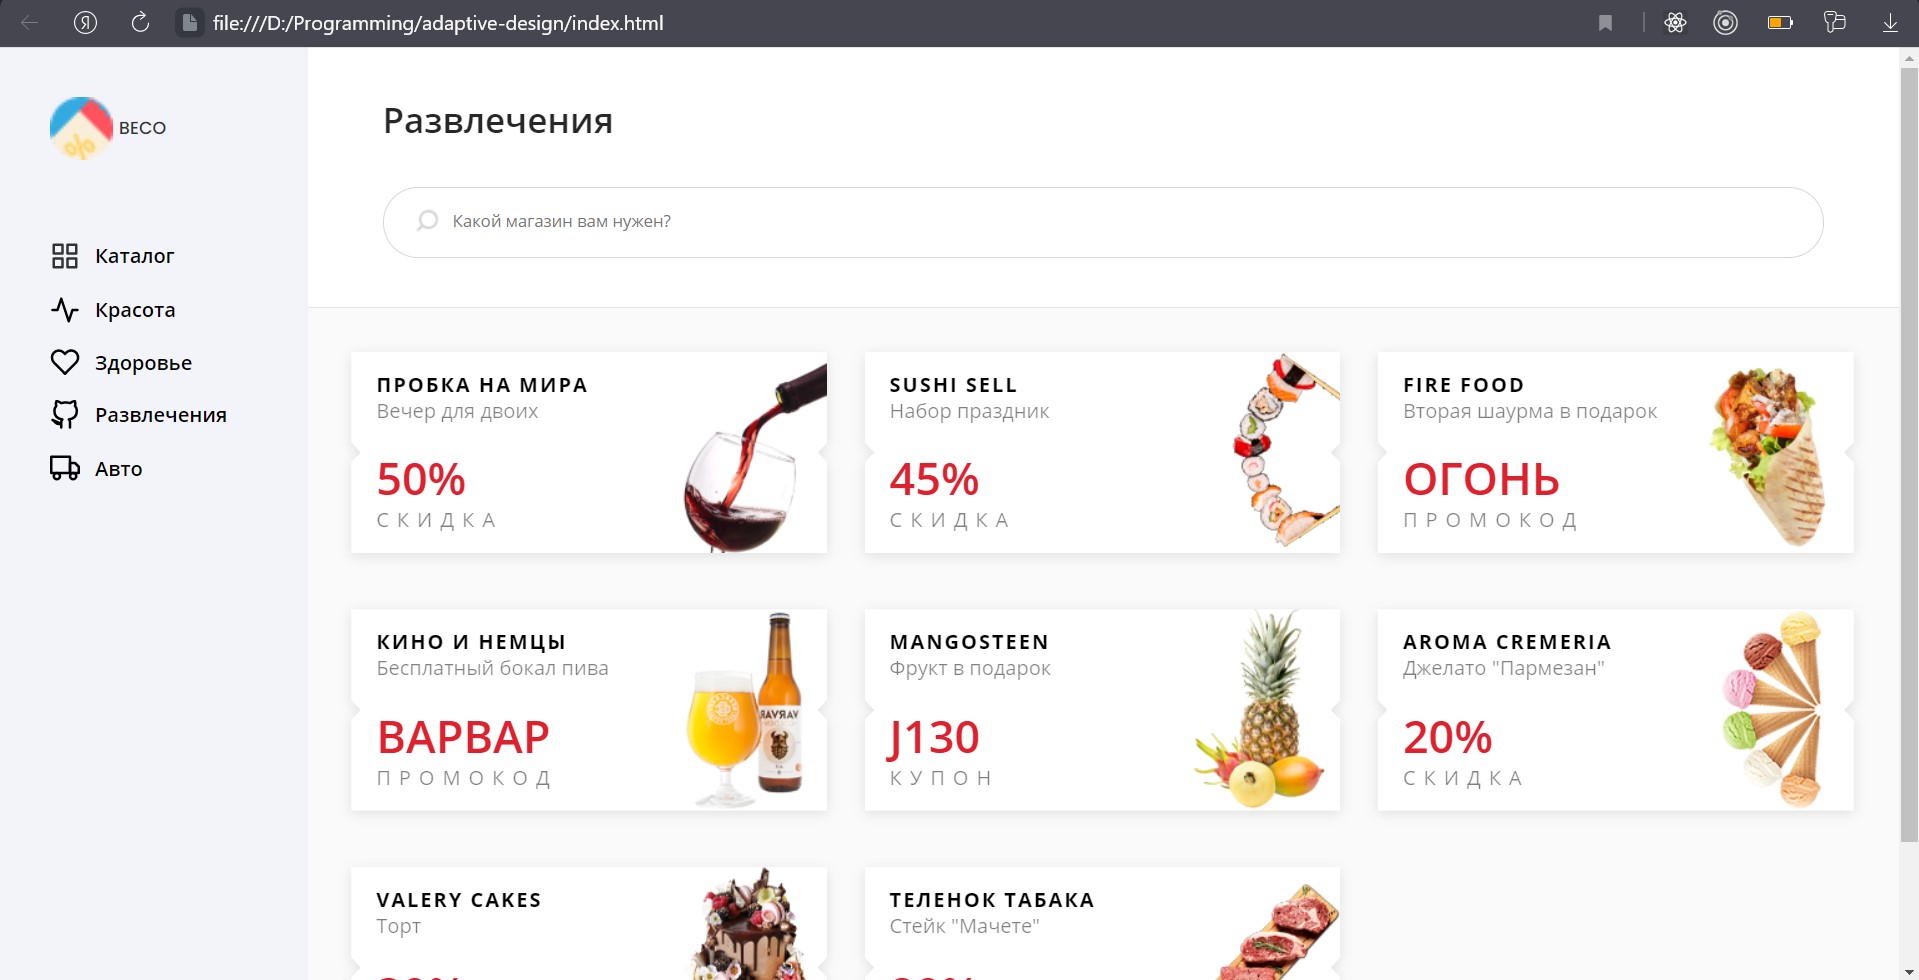 file:///D:/Programming/adaptive-design/index.html
BECO
Каталог
Красота
Здоровье
Развлечения
Авто
Развлечения
Какой магазин вам нужен?
ПРОБКА НА МИРА
Вечер для двоих
50%
СКИДКА
SUSHI SELL
Набор праздник
45%
СКИДКА
FIRE FOOD
Вторая шаурма в подарок
ОГОНЬ
ПРОМОКОД
КИНО И НЕМЦЫ
Бесплатный бокал пива
ВАРВАР
ПРОМОКОД
MANGOSTEEN
Фрукт в подарок
J130
КУПОН
AROMA CREMERIA
Джелато "Пармезан"
20%
СКИДКА
VALERY CAKES
Торт
ТЕЛЕНОК ТАБАКА
Стейк "Мачете"